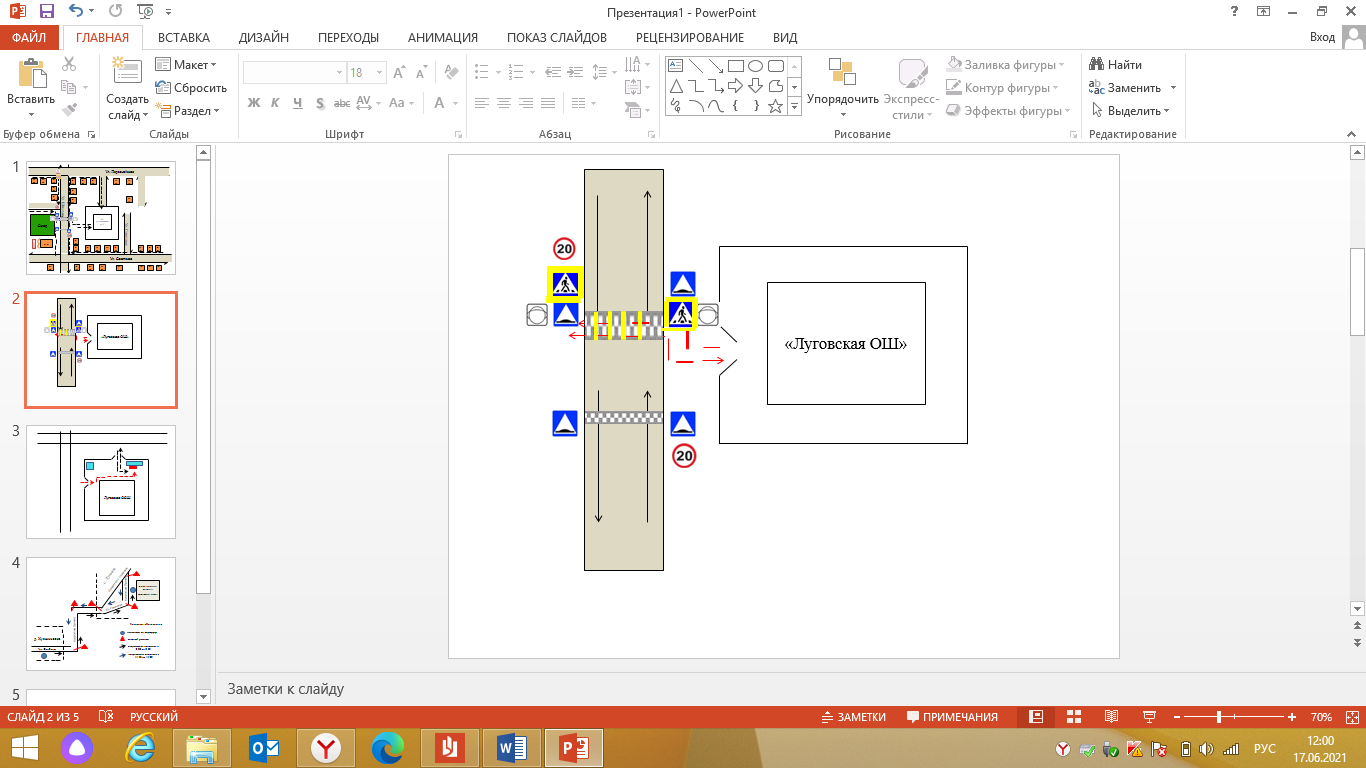 Презентация1 - PowerPoint
?
ФАЙЛ ГЛАВНАЯ ВСТАВКА ДИЗАЙН ПЕРЕХОДЫ АНИМАЦИЯ ПОКАЗ СЛАЙДОВ РЕЦЕНЗИРОВАНИЕ ВИД Вход
Вставить
Буфер обмена
Создать слайд
Макет
Сбросить
Раздел
Слайды
18
Ж К Ч S abc AV Aa A
Шрифт
Абзац
Упорядочить
Экспресс-стили
Заливка фигуры
Контур фигуры
Эффекты фигуры
Рисование
Найти
Заменить
Выделить
Редактирование
1
2
3
4
5
20
«Луговская ОШ»
20
Заметки к слайду
СЛАЙД 2 ИЗ 5 РУССКИЙ ЗАМЕТКИ ПРИМЕЧАНИЯ 70%
РУС
12:00
17.06.2021